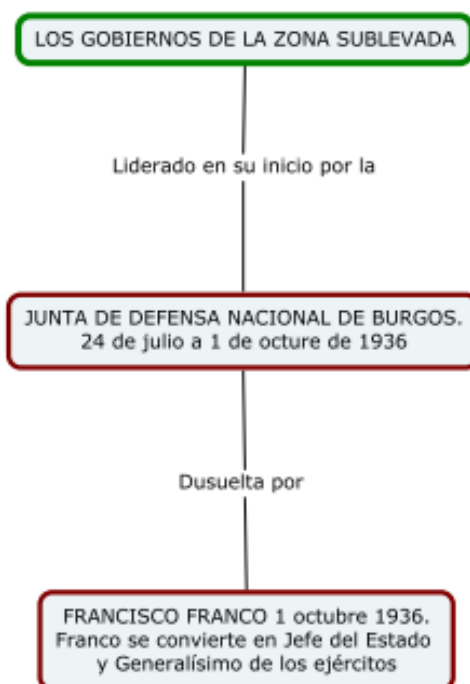 LOS GOBIERNOS DE LA ZONA SUBLEVADA
Liderado en su inicio por la
JUNTA DE DEFENSA NACIONAL DE BURGOS.
24 de julio a 1 de octure de 1936
Dusuelta por
FRANCISCO FRANCO 1 octubre 1936.
Franco se convierte en Jefe del Estado
y Generalísimo de los ejércitos